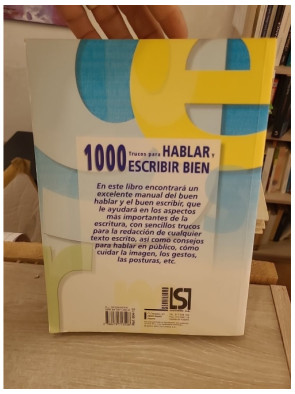 1000 Trucos para HABLAR y
ESCRIBIR BIEN
En este libro encontrará un
excelente manual del buen
hablar y el buen escribir, que
le ayudará en los aspectos
más importantes de la
escritura, con sencillos trucos
para la redacción de cualquier
texto escrito, así como consejos
para hablar en público, cómo
cuidar la imagen, los gestos,
las posturas, etc.